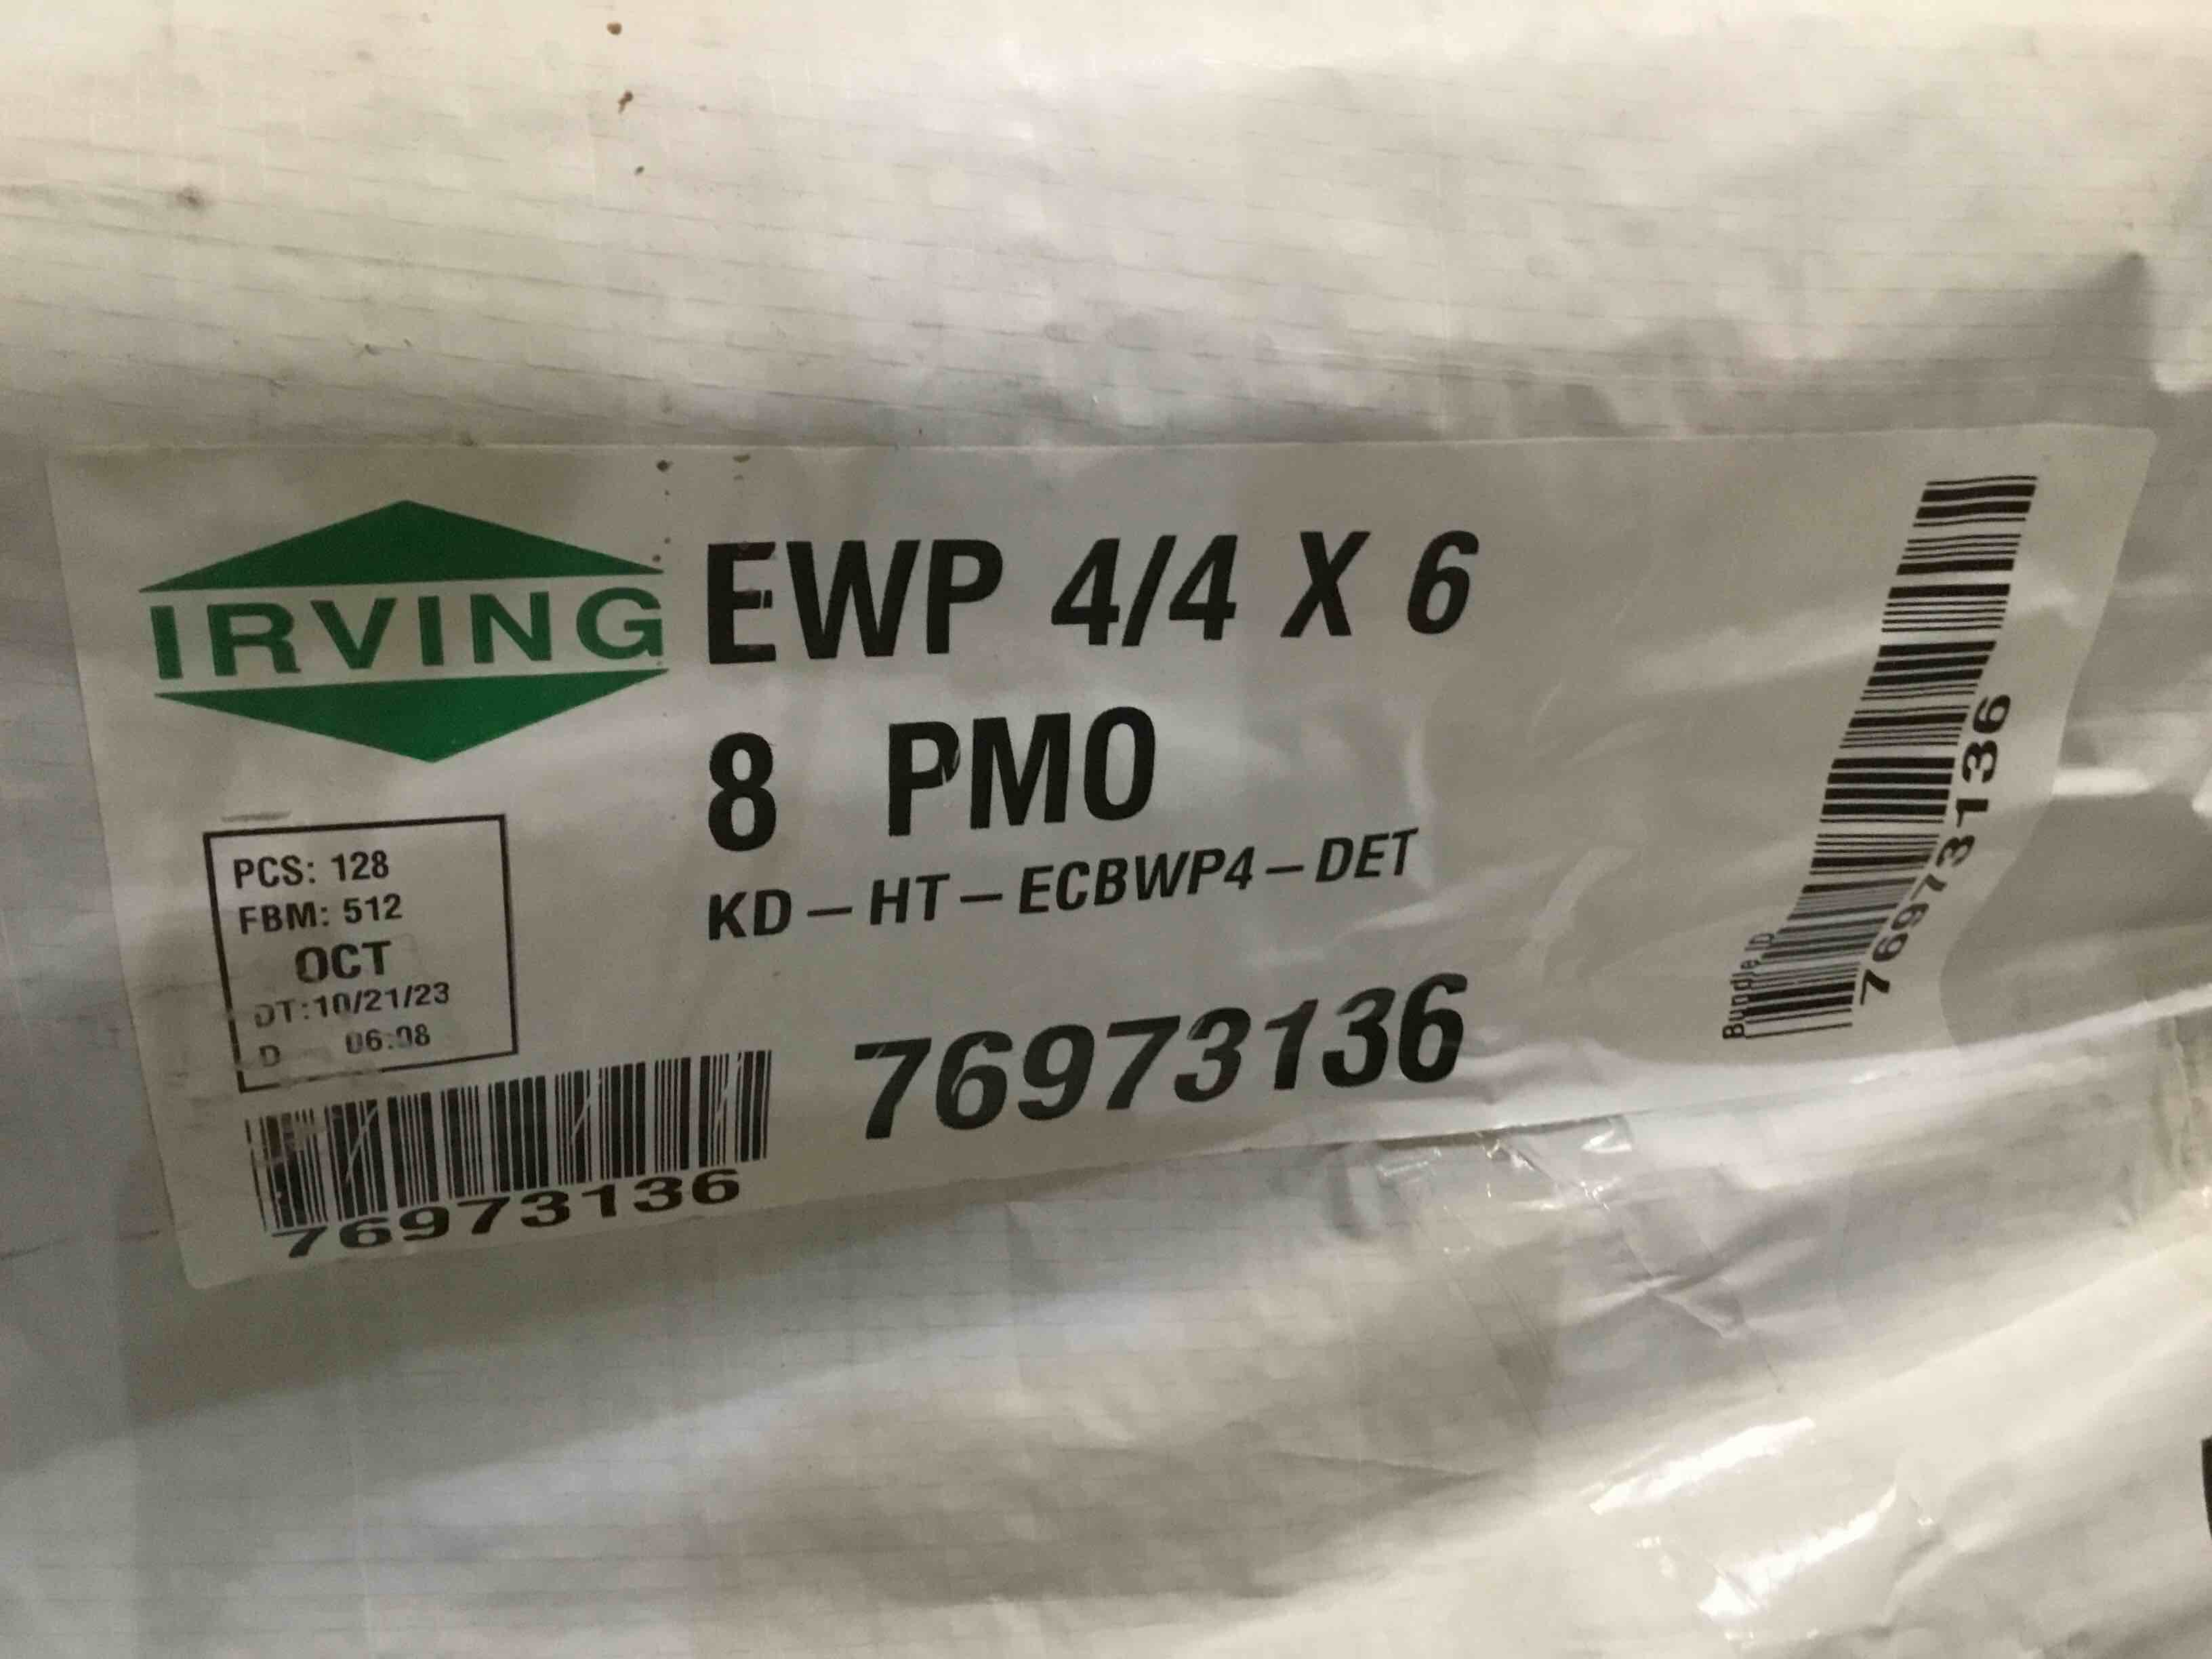 IRVING
EWP 4/4 X 6
8 PMO
KD-HT-ECBWP4-DET
PCS: 128
FBM: 512
OCT
DT:10/21/23
D 06:08
76973136
76973136
Bundle ID
76973136